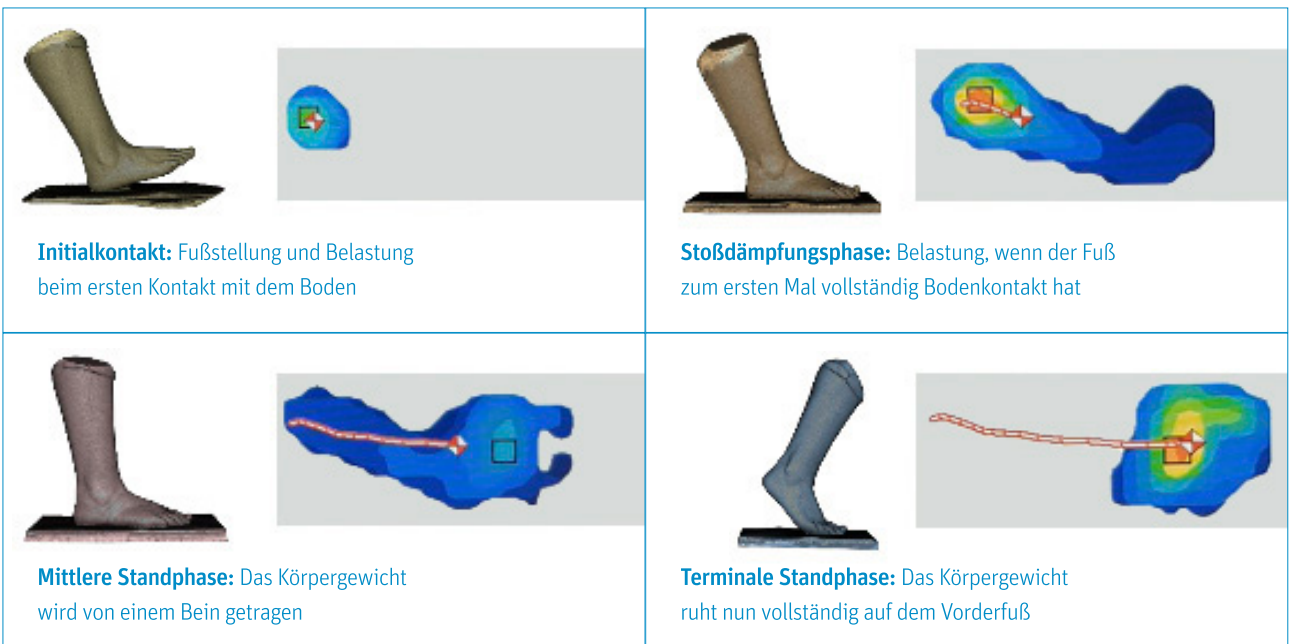 Initialkontakt: Fußstellung und Belastung
beim ersten Kontakt mit dem Boden
Stoßdämpfungsphase: Belastung, wenn der Fuß
zum ersten Mal vollständig Bodenkontakt hat
Mittlere Standphase: Das Körpergewicht
wird von einem Bein getragen
Terminale Standphase: Das Körpergewicht
ruht nun vollständig auf dem Vorderfuß